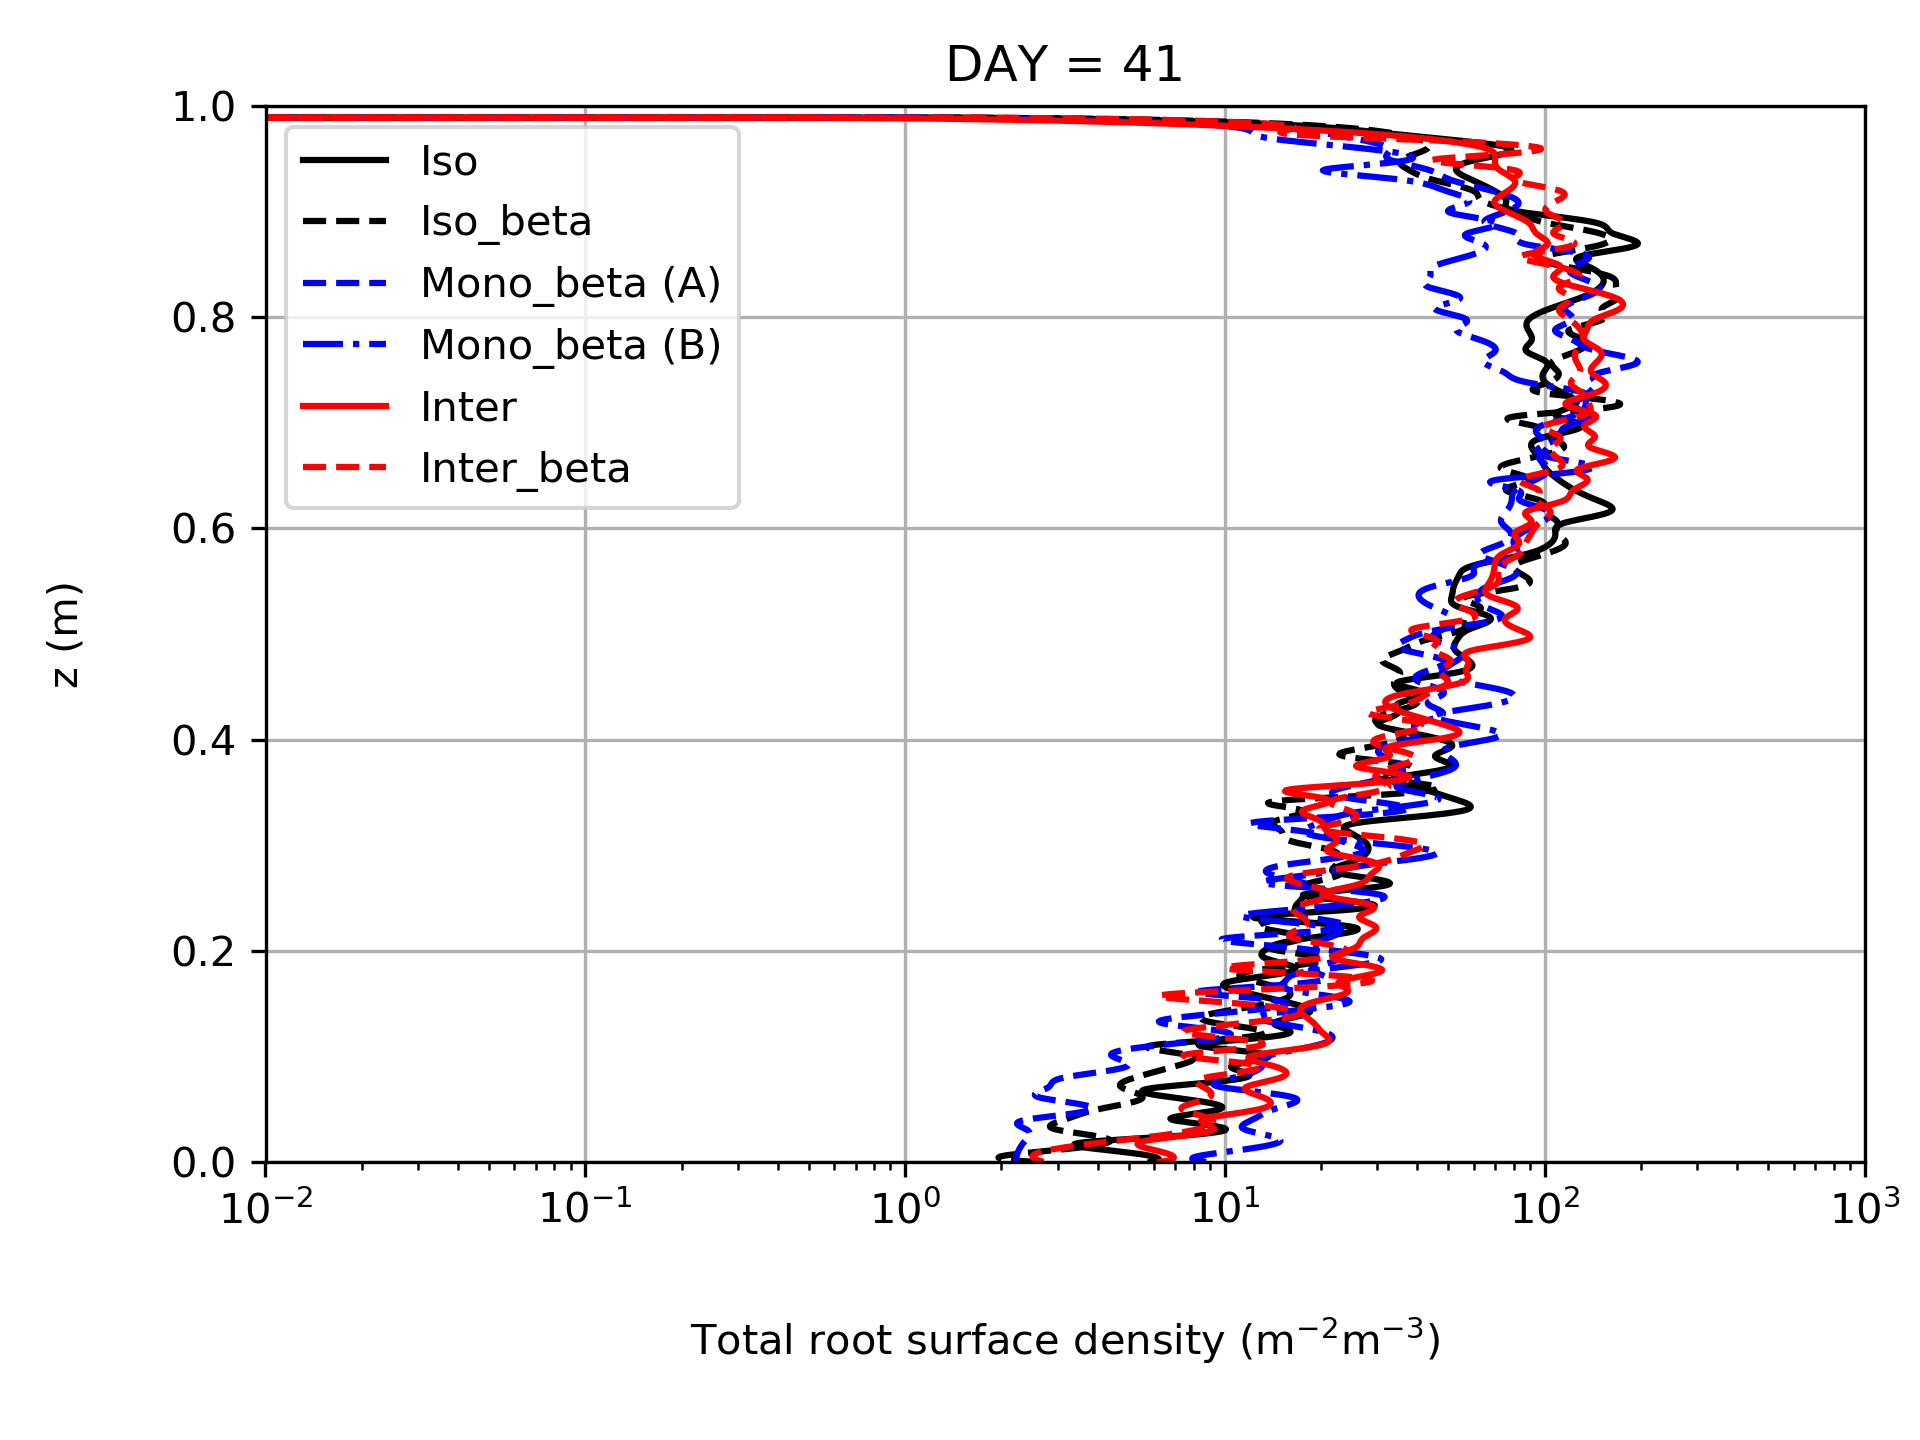 DAY = 41
1.0
0.8
0.6
0.4
0.2
0.0
z (m)
Iso
Iso_beta
Mono_beta (A)
Mono_beta (B)
Inter
Inter_beta
10⁻² 10⁻¹ 10⁰ 10¹ 10² 10³
Total root surface density (m⁻²m⁻³)